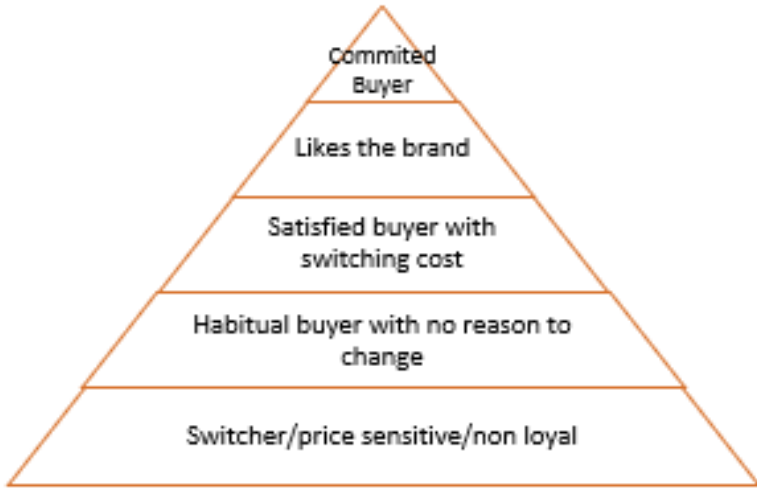 Commited
Buyer
Likes the brand
Satisfied buyer with
switching cost
Habitual buyer with no reason to
change
Switcher/price sensitive/non loyal